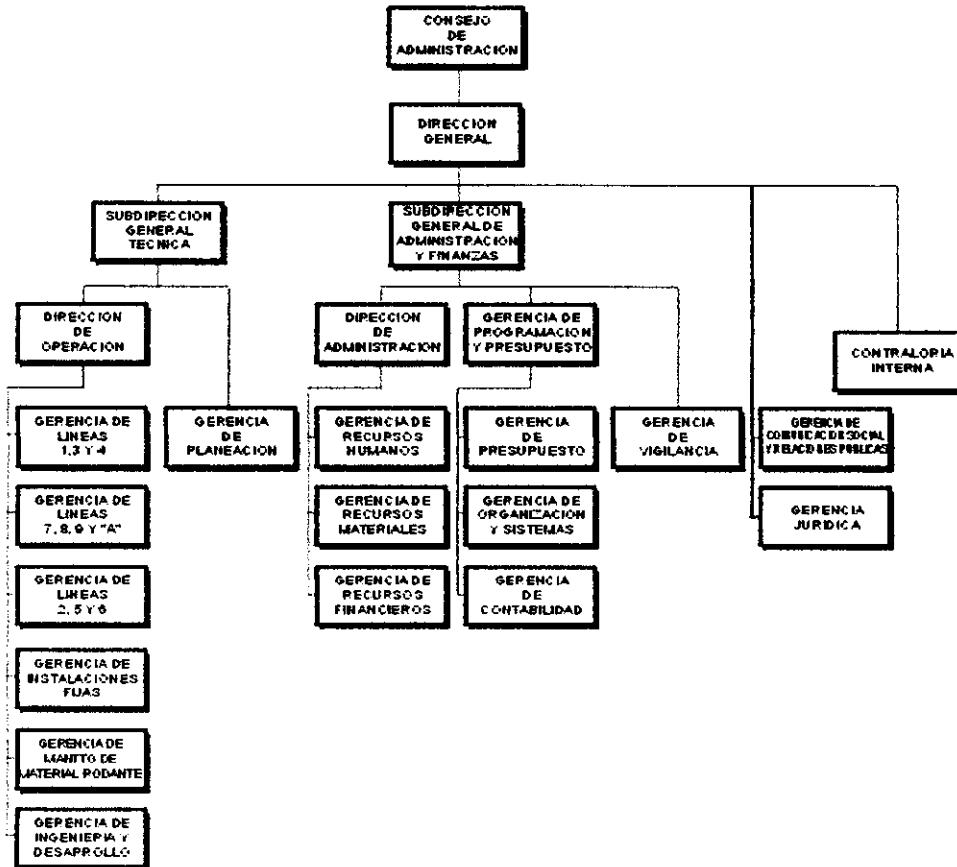 CONSEJO
DE
ADMINISTRACION
DIRECCION
GENERAL
SUBDIRECCION
GENERAL
TECNICA
SUBDIRECCION
GENERAL DE
ADMINISTRACION
Y FINANZAS
DIRECCION
DE
OPERACION
DIRECCION
DE
ADMINISTRACION
GERENCIA DE
PROGRAMACION
Y PRESUPUESTO
CONTRALORIA
INTERNA
GERENCIA DE
LINEAS
1,3 Y 4
GERENCIA
DE
PLANEACION
GERENCIA DE
RECURSOS
HUMANOS
GERENCIA
DE
PRESUPUESTO
GERENCIA
DE
VIGILANCIA
GERENCIA DE
COMUNICACION SOCIAL
Y RELACIONES PUBLICAS
GERENCIA DE
LINEAS
7, 8, 9 Y "A"
GERENCIA DE
RECURSOS
MATERIALES
GERENCIA DE
ORGANIZACION
Y SISTEMAS
GERENCIA
JURIDICA
GERENCIA DE
LINEAS
2, 5 Y 6
GERENCIA DE
RECURSOS
FINANCIEROS
GERENCIA
DE
CONTABILIDAD
GERENCIA DE
INSTALACIONES
FIJAS
GERENCIA DE
MANTTO DE
MATERIAL RODANTE
GERENCIA DE
INGENIERIA Y
DESARROLLO